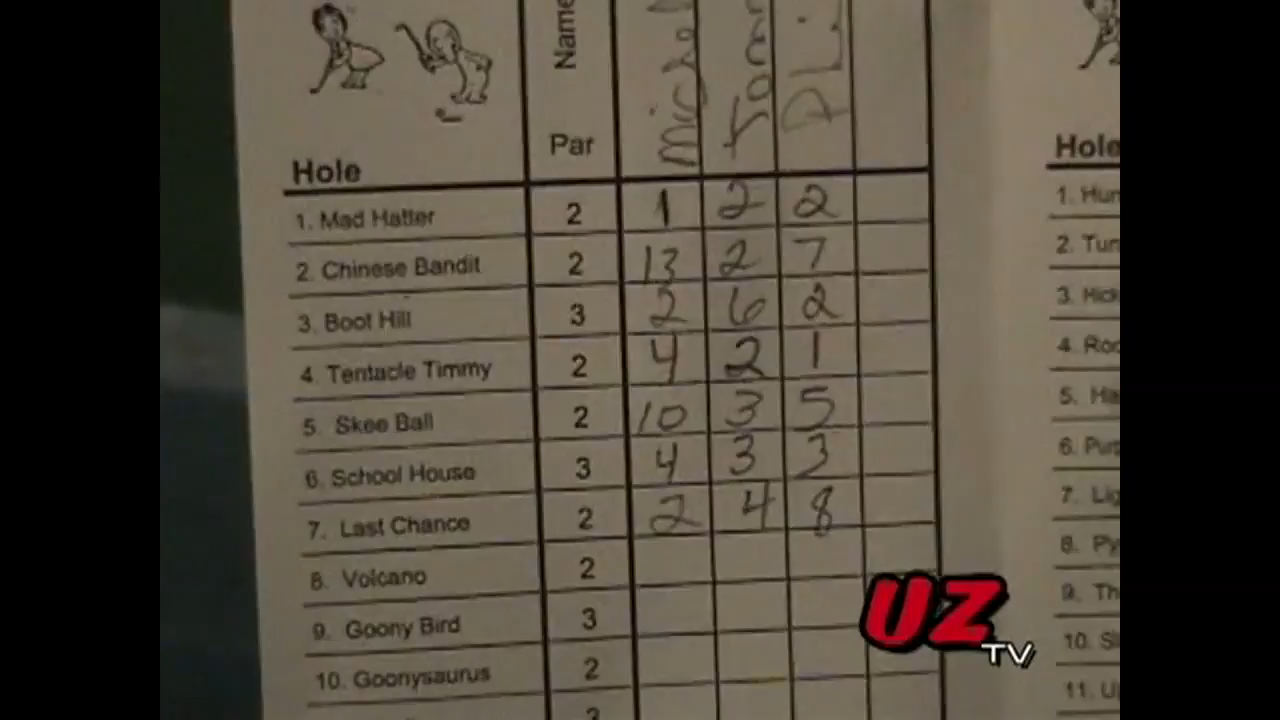 Name
Par
Hole
1. Mad Hatter 2 1 2 2
2. Chinese Bandit 2 13 2 7
3. Boot Hill 3 2 6 2
4. Tentacle Timmy 2 4 2 1
5. Skee Ball 2 10 3 5
6. School House 3 4 3 3
7. Last Chance 2 2 4 8
8. Volcano 2
9. Goony Bird 3
10. Goonysaurus 2
Hole
1.
2.
3.
4.
5.
6.
7.
8.
9.
10.
11.
UZ
TV